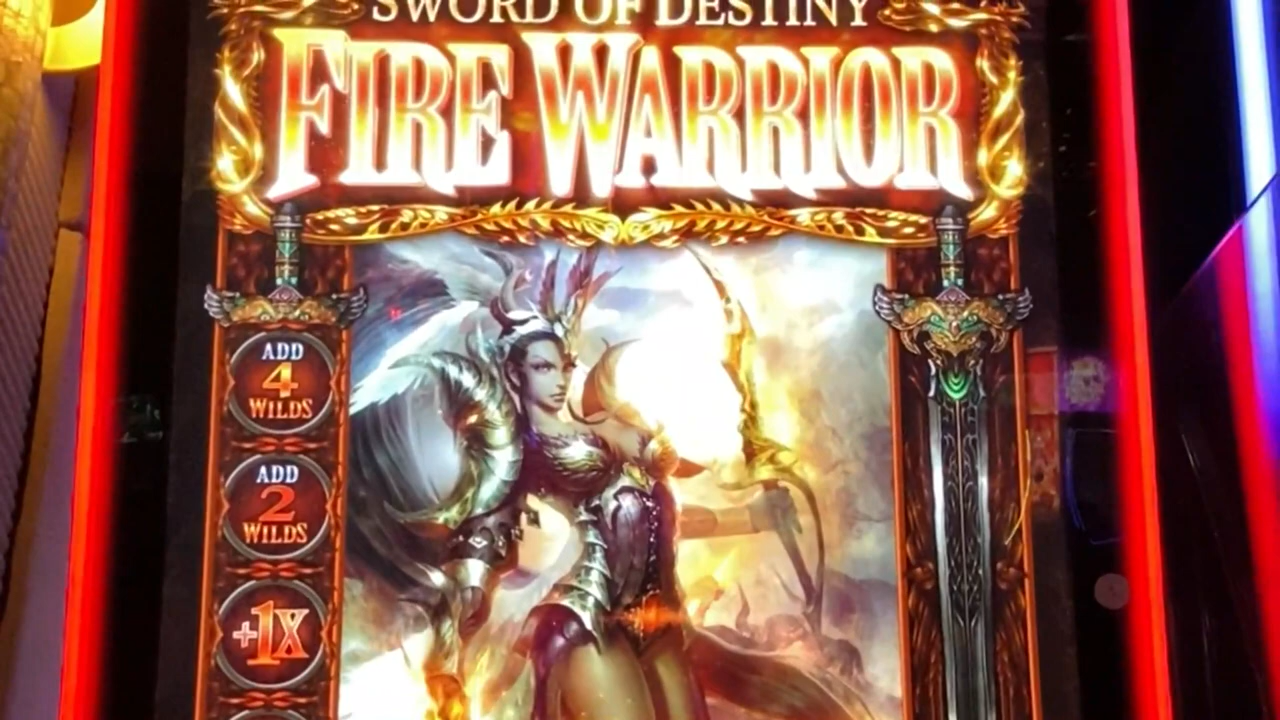 SWORD OF DESTINY
FIRE WARRIOR
ADD
4
WILDS
ADD
2
WILDS
+1X